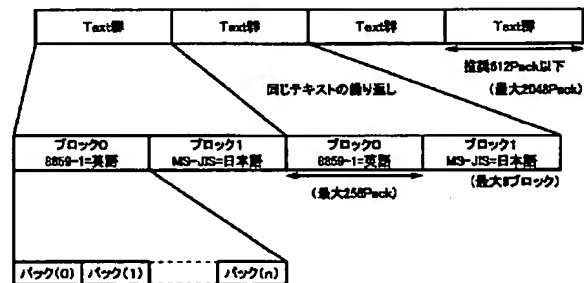 Text群 Text群 Text群 Text群
推奨512Pack以下
同じテキストの繰り返し (最大2048Pack)
ブロック0 ブロック1 ブロック0 ブロック1
8859-1=英語 MS-JIS=日本語 8859-1=英語 MS-JIS=日本語
(最大256Pack) (最大8ブロック)
パック(0) パック(1) パック(n)